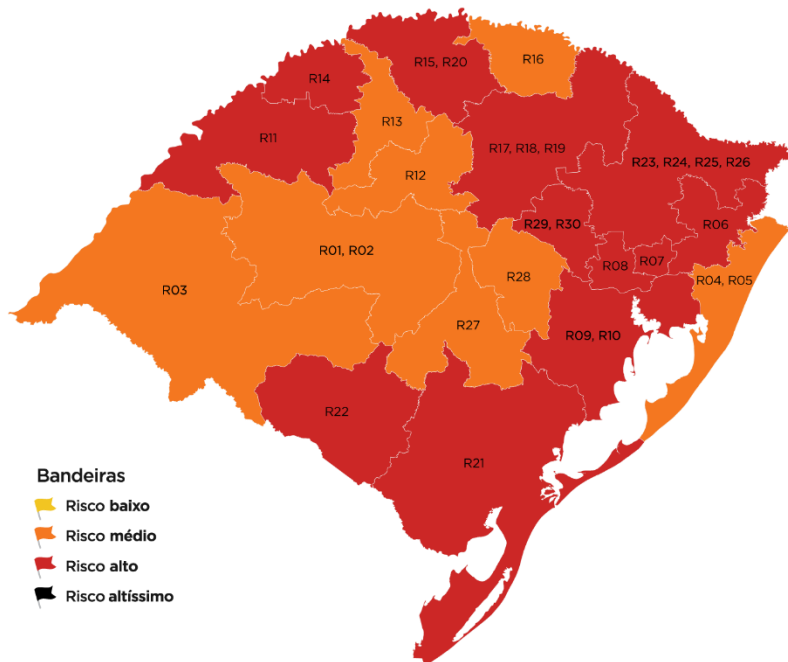 R16
R15, R20
R14
R13
R11
R17, R18, R19
R23, R24, R25, R26
R12
R29, R30
R06
R01, R02
R08
R07
R28
R04, R05
R03
R27
R09, R10
R22
R21
Bandeiras
Risco baixo
Risco médio
Risco alto
Risco altíssimo